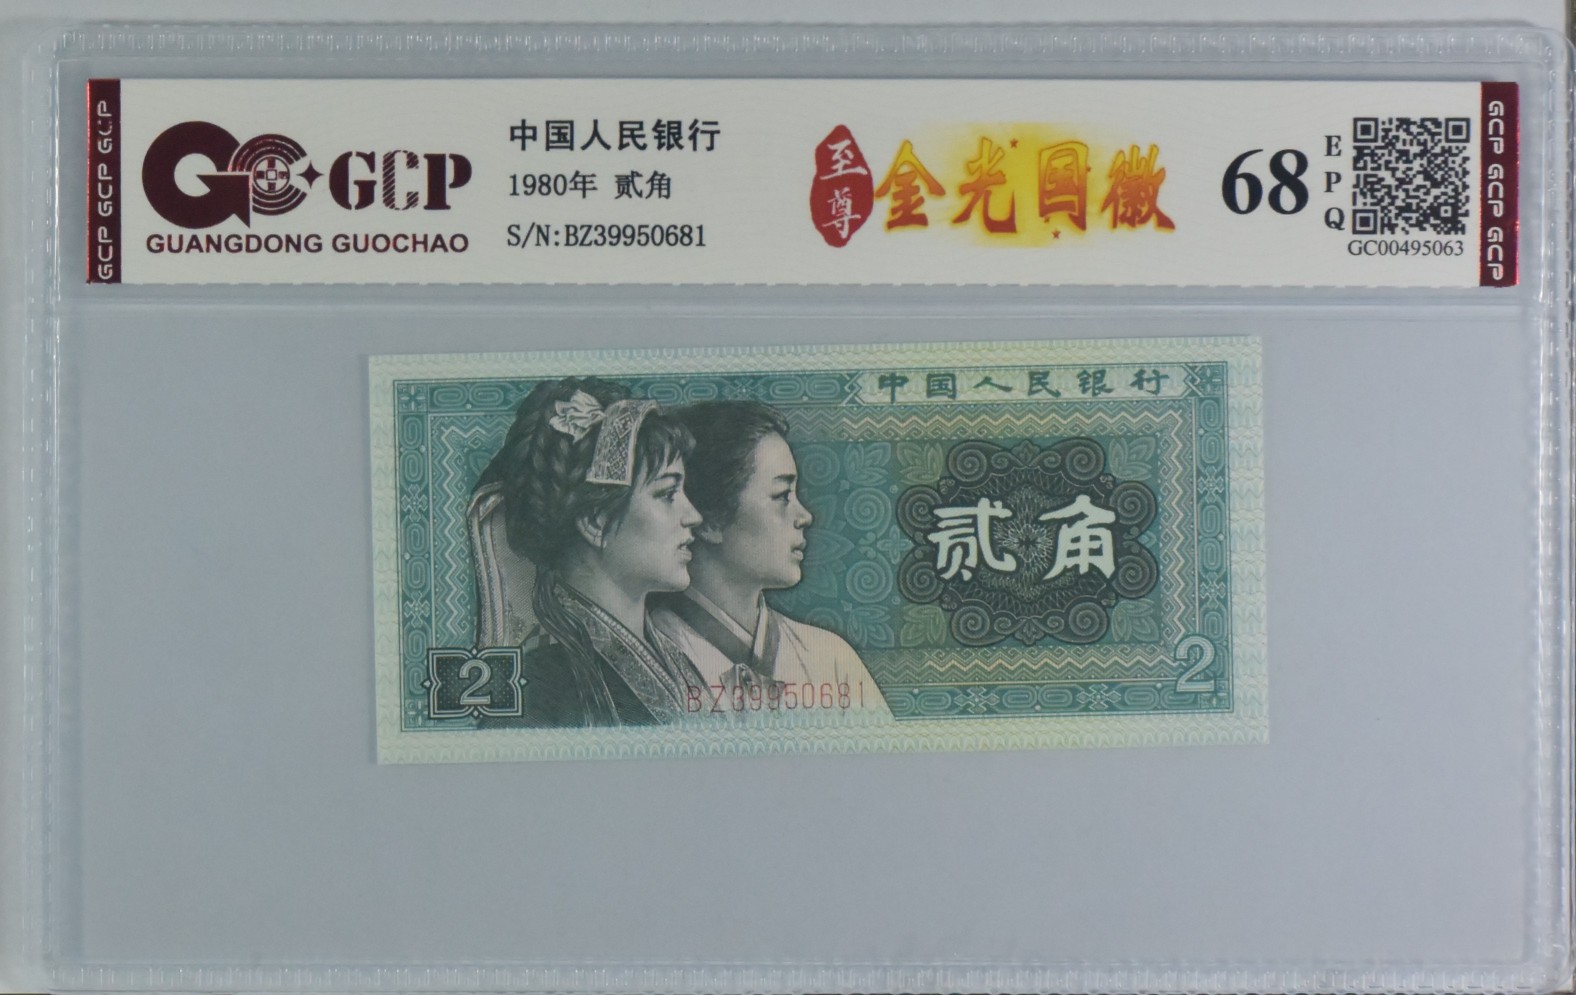 GCP GCP GCP
GCP
GUANGDONG GUOCHAO
中国人民银行
1980年 贰角
S/N:BZ39950681
至尊
金光国徽
68
EPQ
GC00495063
GCP GCP GCP
中国人民银行
贰角
2
2
BZ39950681